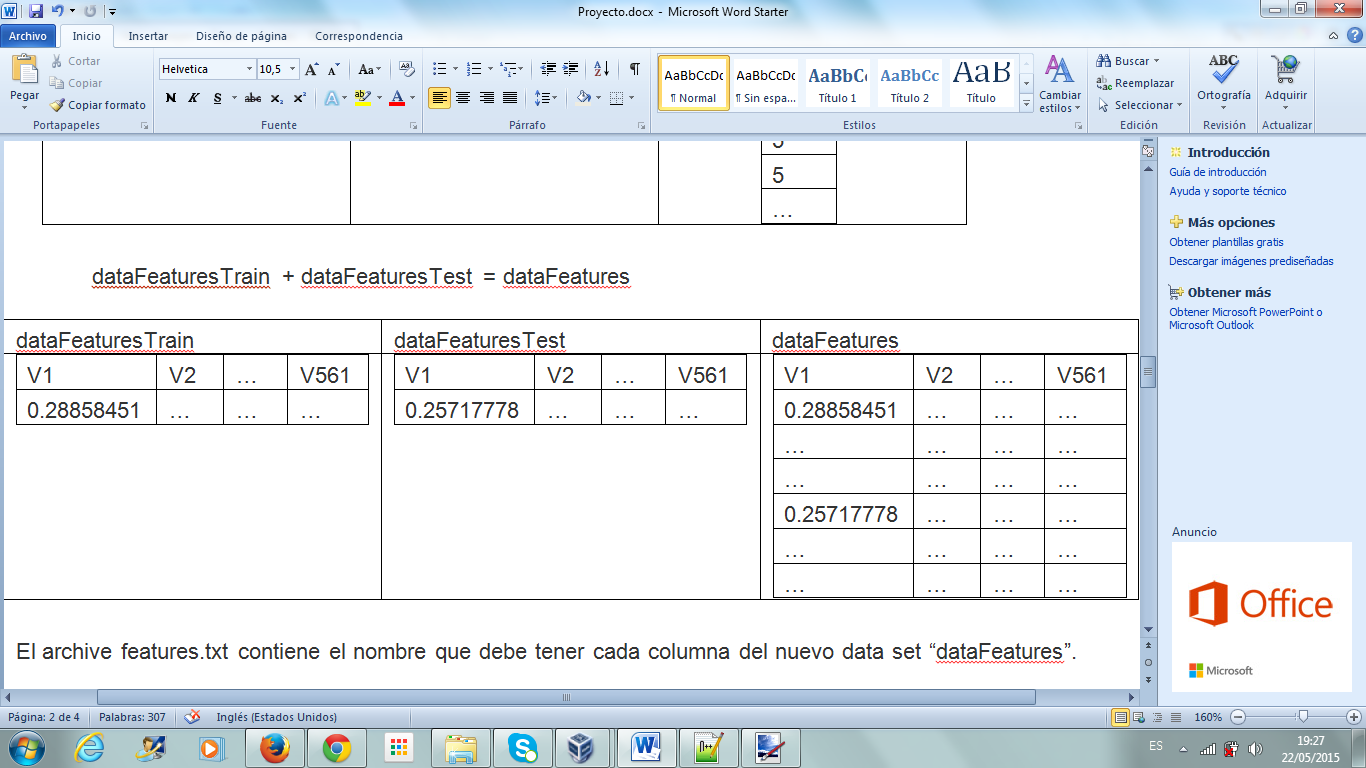 Proyecto.docx - Microsoft Word Starter
Archivo Inicio Insertar Diseño de página Correspondencia
Pegar
Cortar
Copiar
Copiar formato
Portapapeles
Helvetica 10,5
N K S abc x₂ x²
Fuente
Párrafo
AaBbCcDc
¶ Normal
AaBbCcDc
¶ Sin espa...
AaBbC
Título 1
AaBbCc
Título 2
AaB
Título
Cambiar estilos
Estilos
Buscar
Reemplazar
Seleccionar
Edición
ABC
Ortografía
Revisión
Adquirir
Actualizar
5
…
dataFeaturesTrain + dataFeaturesTest = dataFeatures
dataFeaturesTrain dataFeaturesTest dataFeatures
V1 V2 … V561 V1 V2 … V561 V1 V2 … V561
0.28858451 … … … 0.25717778 … … … 0.28858451 … … …
… … … …
… … … …
0.25717778 … … …
… … … …
… … … …
El archive features.txt contiene el nombre que debe tener cada columna del nuevo data set “dataFeatures”.
Introducción
Guía de introducción
Ayuda y soporte técnico
Más opciones
Obtener plantillas gratis
Descargar imágenes prediseñadas
Obtener más
Obtener Microsoft PowerPoint o
Microsoft Outlook
Anuncio
Office
Microsoft
Página: 2 de 4 Palabras: 307 Inglés (Estados Unidos) 160%
ES 19:27
22/05/2015